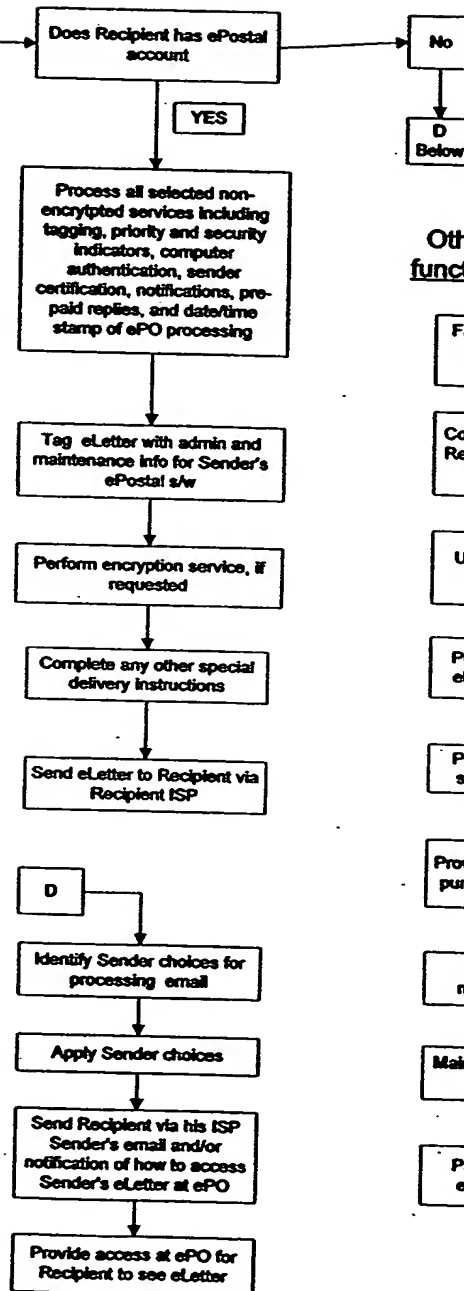 Does Recipient has ePostal
account
No
YES
D
Below
Process all selected non-
encrytpted services including
tagging, priority and security
indicators, computer
authentication, sender
certification, notifications, pre-
paid replies, and date/time
stamp of ePO processing
Tag eLetter with admin and
maintenance info for Sender's
ePostal s/w
Perform encryption service, if
requested
Complete any other special
delivery instructions
Send eLetter to Recipient via
Recipient ISP
D
Identify Sender choices for
processing email
Apply Sender choices
Send Recipient via his ISP
Sender's email and/or
notification of how to access
Sender's eLetter at ePO
Provide access at ePO for
Recipient to see eLetter